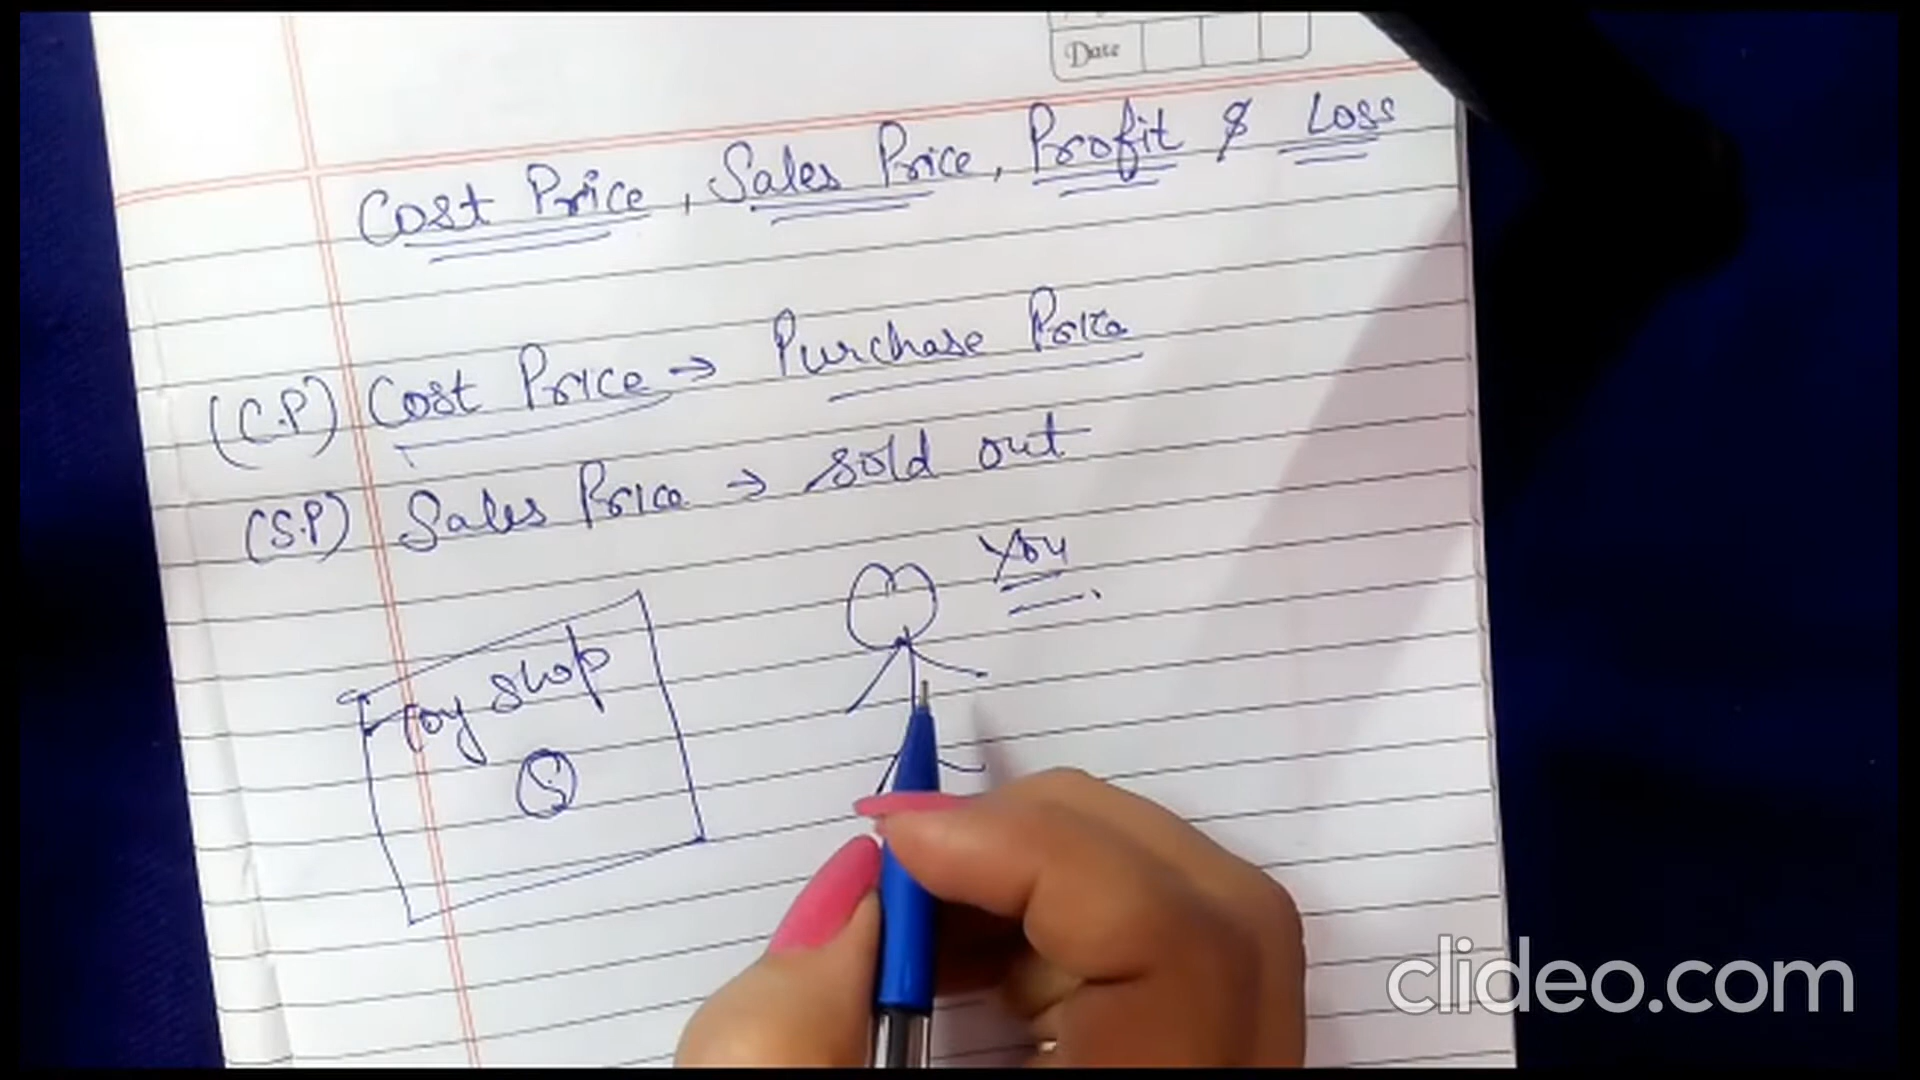 Date
Cost Price, Sales Price, Profit & Loss
(C.P) Cost Price → Purchase Price
(S.P) Sales Price → sold out
You
Toy shop
S
clideo.com